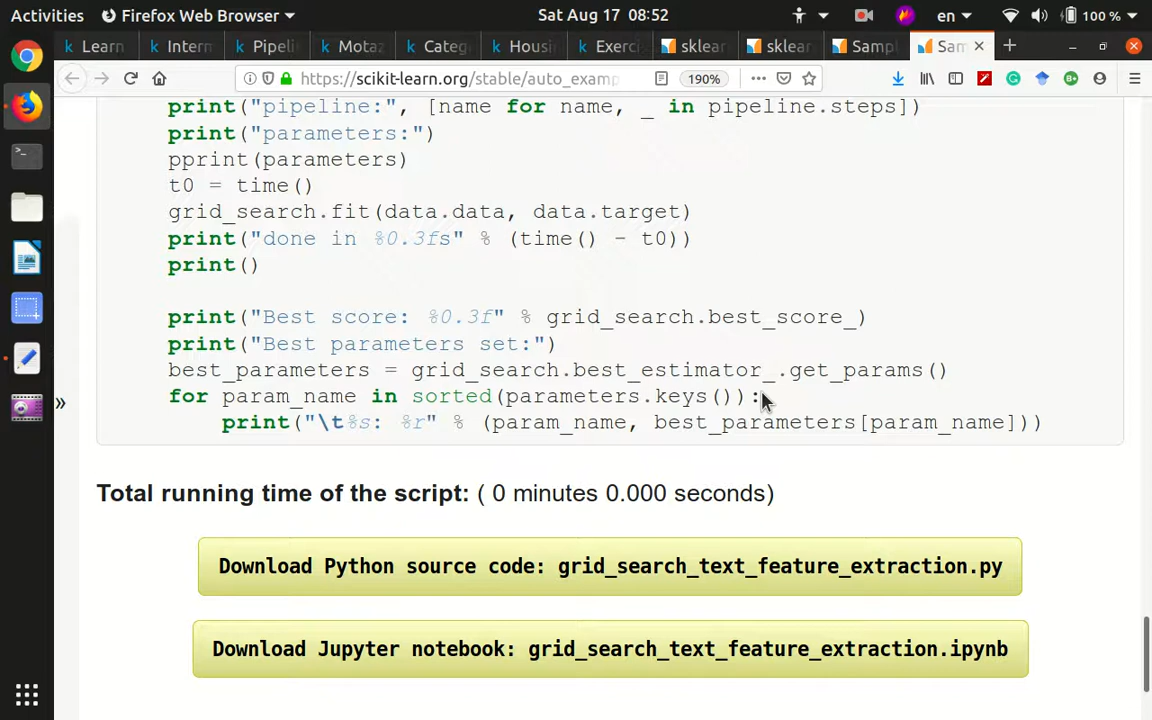 Activities Firefox Web Browser Sat Aug 17 08:52 en 100 %
Learn Intern Pipeli Motaz Categ Housin Exerci sklear sklear Sampl Sam
https://scikit-learn.org/stable/auto_examp 190%
print("pipeline:", [name for name, _ in pipeline.steps])
print("parameters:")
pprint(parameters)
t0 = time()
grid_search.fit(data.data, data.target)
print("done in %0.3fs" % (time() - t0))
print()
print("Best score: %0.3f" % grid_search.best_score_)
print("Best parameters set:")
best_parameters = grid_search.best_estimator_.get_params()
for param_name in sorted(parameters.keys()):
print("\t%s: %r" % (param_name, best_parameters[param_name]))
Total running time of the script: ( 0 minutes 0.000 seconds)
Download Python source code: grid_search_text_feature_extraction.py
Download Jupyter notebook: grid_search_text_feature_extraction.ipynb